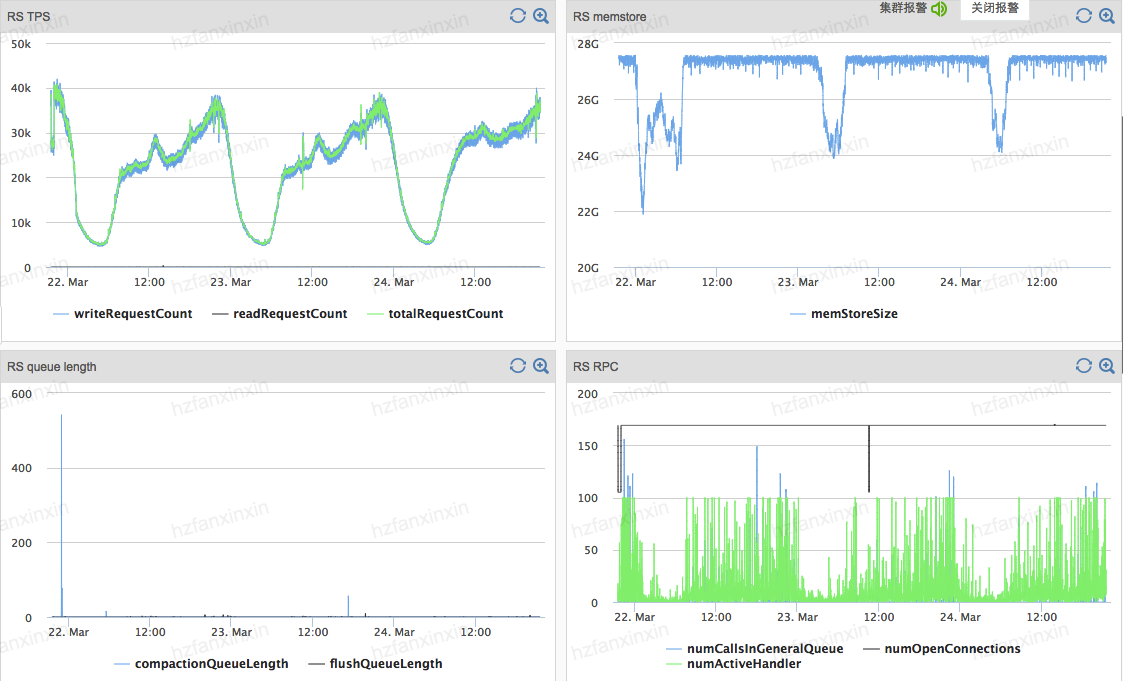 RS TPS
50k
40k
30k
20k
10k
0
22. Mar 12:00 23. Mar 12:00 24. Mar 12:00
writeRequestCount readRequestCount totalRequestCount
RS memstore 集群报警 关闭报警
28G
26G
24G
22G
20G
22. Mar 12:00 23. Mar 12:00 24. Mar 12:00
memStoreSize
RS queue length
600
400
200
0
22. Mar 12:00 23. Mar 12:00 24. Mar 12:00
compactionQueueLength flushQueueLength
RS RPC
200
150
100
50
0
22. Mar 12:00 23. Mar 12:00 24. Mar 12:00
numCallsInGeneralQueue numOpenConnections
numActiveHandler
hzfanxinxin